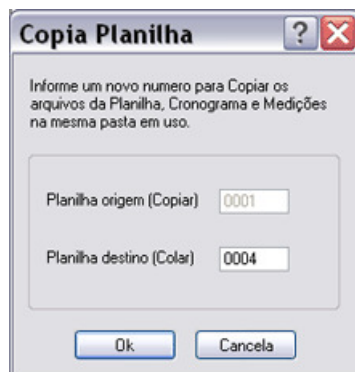 Copia Planilha
Informe um novo numero para Copiar os
arquivos da Planilha, Cronograma e Medições
na mesma pasta em uso.
Planilha origem (Copiar) 0001
Planilha destino (Colar) 0004
Ok Cancela